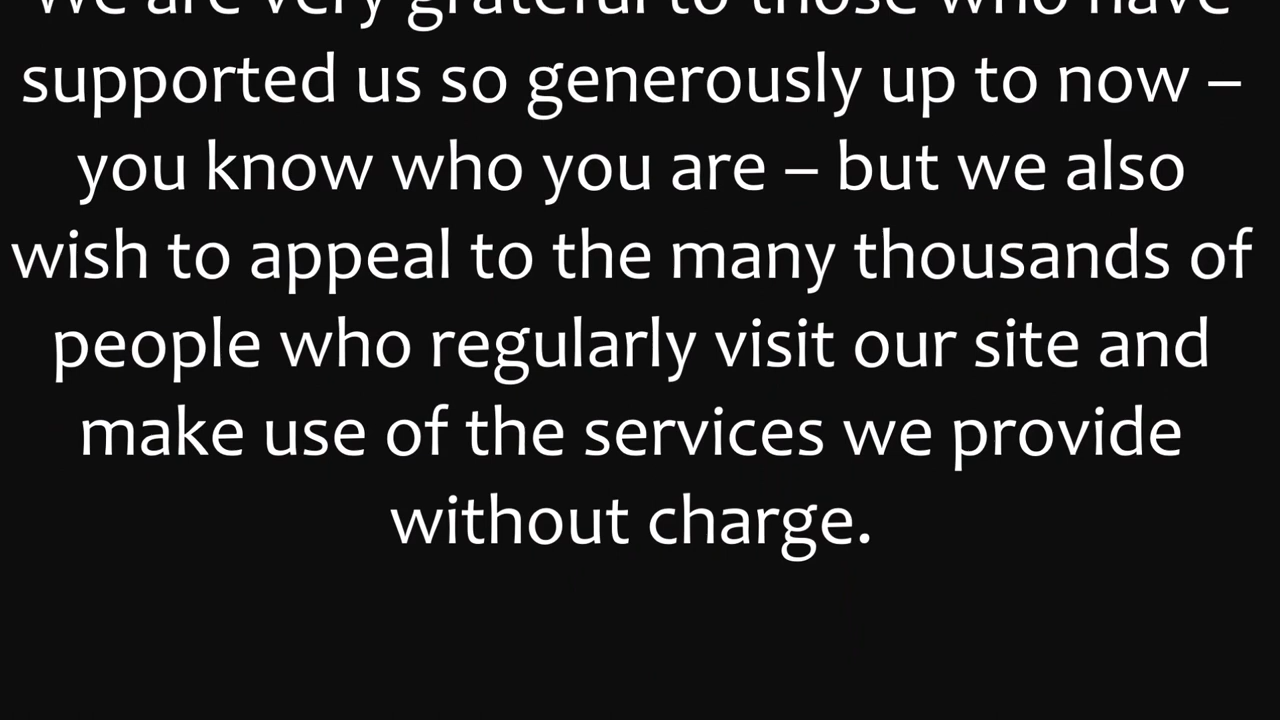 We are very grateful to those who have
supported us so generously up to now –
you know who you are – but we also
wish to appeal to the many thousands of
people who regularly visit our site and
make use of the services we provide
without charge.